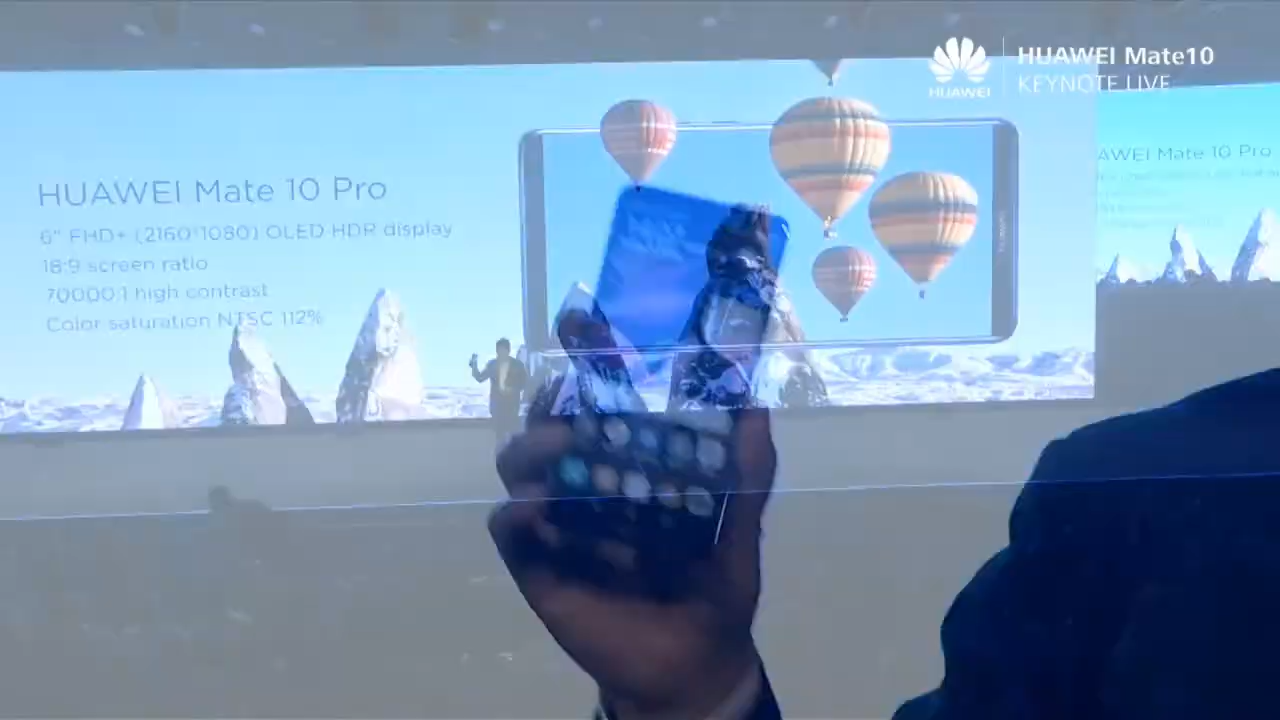 HUAWEI
HUAWEI Mate10
KEYNOTE LIVE
HUAWEI Mate 10 Pro
6" FHD+ (2160*1080) OLED HDR display
18:9 screen ratio
70000:1 high contrast
Color saturation NTSC 112%
AWEI Mate 10 Pro